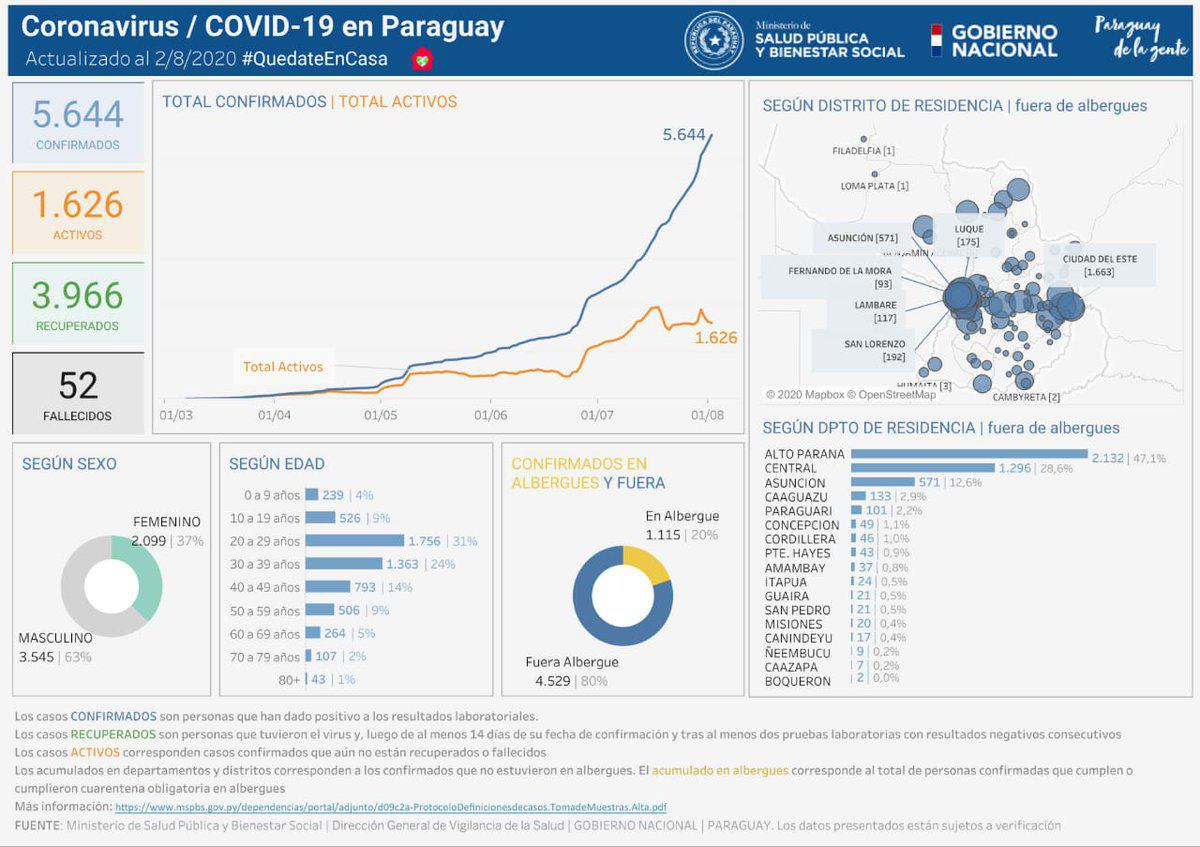 Coronavirus / COVID-19 en Paraguay
Actualizado al 2/8/2020 #QuedateEnCasa
REPUBLICA DEL PARAGUAY
Ministerio de
SALUD PÚBLICA
Y BIENESTAR SOCIAL
GOBIERNO
NACIONAL
Paraguay
de la gente
5.644
CONFIRMADOS
1.626
ACTIVOS
3.966
RECUPERADOS
52
FALLECIDOS
TOTAL CONFIRMADOS | TOTAL ACTIVOS
5.644
1.626
Total Activos
01/03
01/04
01/05
01/06
01/07
01/08
SEGÚN DISTRITO DE RESIDENCIA | fuera de albergues
FILADELFIA [1]
LOMA PLATA [1]
ASUNCIÓN [571]
LUQUE
[175]
CIUDAD DEL ESTE
[1.663]
FERNANDO DE LA MORA
[93]
LAMBARE
[117]
SAN LORENZO
[192]
HUMAITA [3]
CAMBYRETA [2]
© 2020 Mapbox © OpenStreetMap
SEGÚN SEXO
FEMENINO
2.099 | 37%
MASCULINO
3.545 | 63%
SEGÚN EDAD
0 a 9 años 239 | 4%
10 a 19 años 526 | 9%
20 a 29 años 1.756 | 31%
30 a 39 años 1.363 | 24%
40 a 49 años 793 | 14%
50 a 59 años 506 | 9%
60 a 69 años 264 | 5%
70 a 79 años 107 | 2%
80+ 43 | 1%
CONFIRMADOS EN
ALBERGUES Y FUERA
En Albergue
1.115 | 20%
Fuera Albergue
4.529 | 80%
SEGÚN DPTO DE RESIDENCIA | fuera de albergues
ALTO PARANA 2.132 | 47,1%
CENTRAL 1.296 | 28,6%
ASUNCION 571 | 12,6%
CAAGUAZU 133 | 2,9%
PARAGUARI 101 | 2,2%
CONCEPCION 49 | 1,1%
CORDILLERA 46 | 1,0%
PTE. HAYES 43 | 0,9%
AMAMBAY 37 | 0,8%
ITAPUA 24 | 0,5%
GUAIRA 21 | 0,5%
SAN PEDRO 21 | 0,5%
MISIONES 20 | 0,4%
CANINDEYU 17 | 0,4%
ÑEEMBUCU 9 | 0,2%
CAAZAPA 7 | 0,2%
BOQUERON 2 | 0,0%
Los casos CONFIRMADOS son personas que han dado positivo a los resultados laboratoriales.
Los casos RECUPERADOS son personas que tuvieron el virus y, luego de al menos 14 días de su fecha de confirmación y tras al menos dos pruebas laboratorias con resultados negativos consecutivos
Los casos ACTIVOS corresponden casos confirmados que aún no están recuperados o fallecidos
Los acumulados en departamentos y distritos corresponden a los confirmados que no estuvieron en albergues. El acumulado en albergues corresponde al total de personas confirmadas que cumplen o
cumplieron cuarentena obligatoria en albergues
Más información: https://www.mspbs.gov.py/dependencias/portal/adjunto/d09c2a-ProtocoloDefinicionesdecasos.TomadeMuestras.Alta.pdf
FUENTE: Ministerio de Salud Pública y Bienestar Social | Dirección General de Vigilancia de la Salud | GOBIERNO NACIONAL | PARAGUAY. Los datos presentados están sujetos a verificación